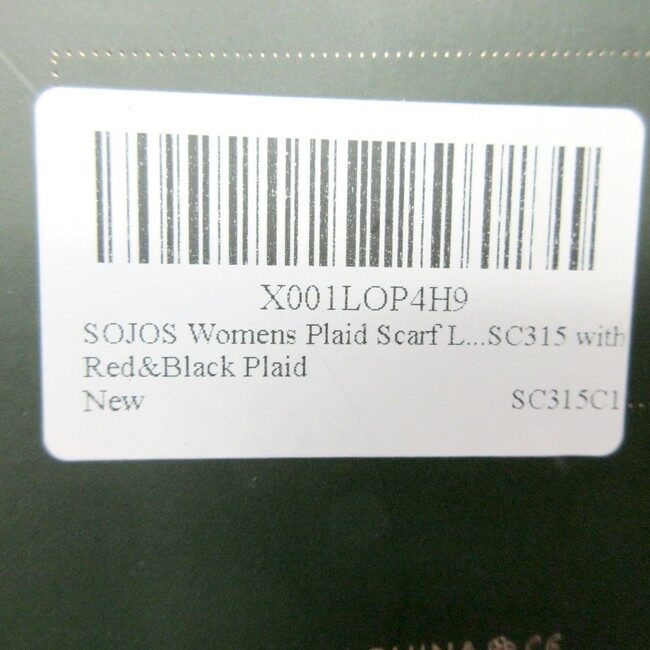 X001LOP4H9
SOJOS Womens Plaid Scarf L...SC315 with
Red&Black Plaid
New SC315C1